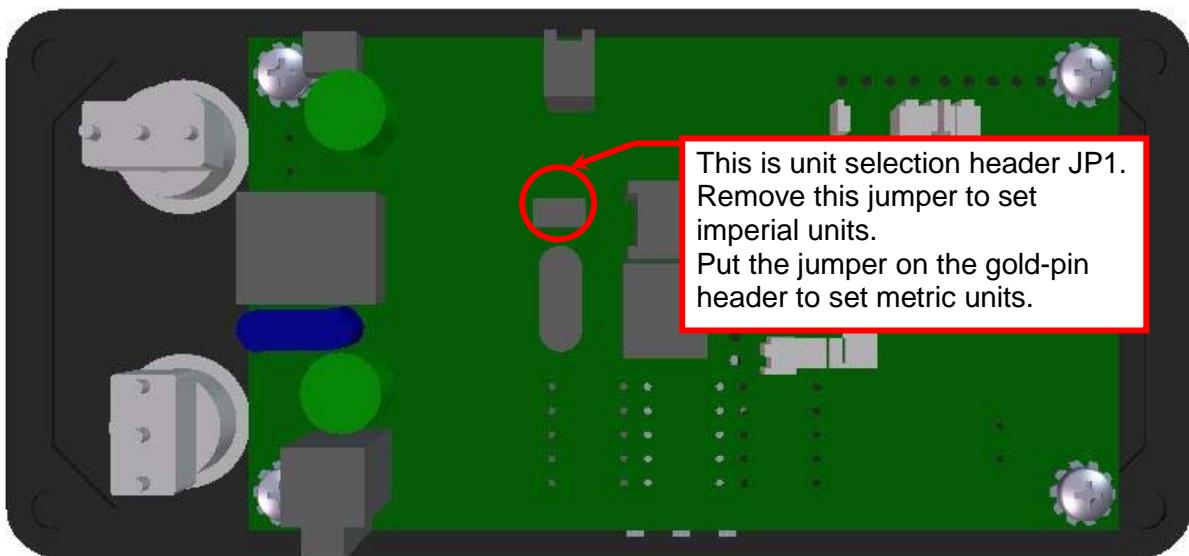 This is unit selection header JP1.
Remove this jumper to set
imperial units.
Put the jumper on the gold-pin
header to set metric units.